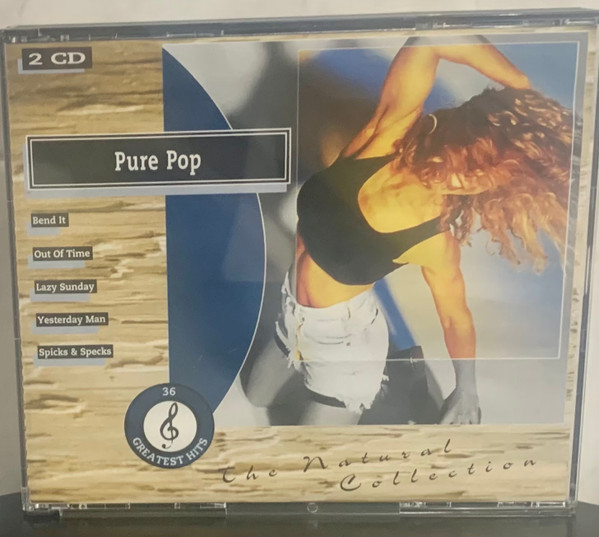 2 CD
Pure Pop
Bend It
Out Of Time
Lazy Sunday
Yesterday Man
Spicks & Specks
36
GREATEST HITS
the Natural
Collection